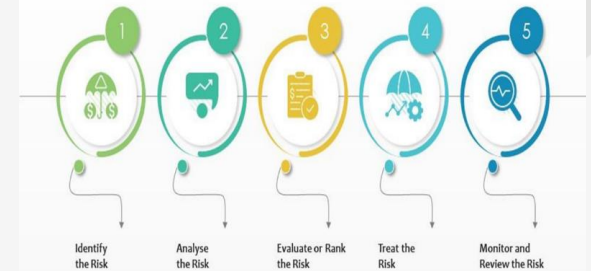 1
2
3
4
5
Identify
the Risk
Analyse
the Risk
Evaluate or Rank
the Risk
Treat the
Risk
Monitor and
Review the Risk